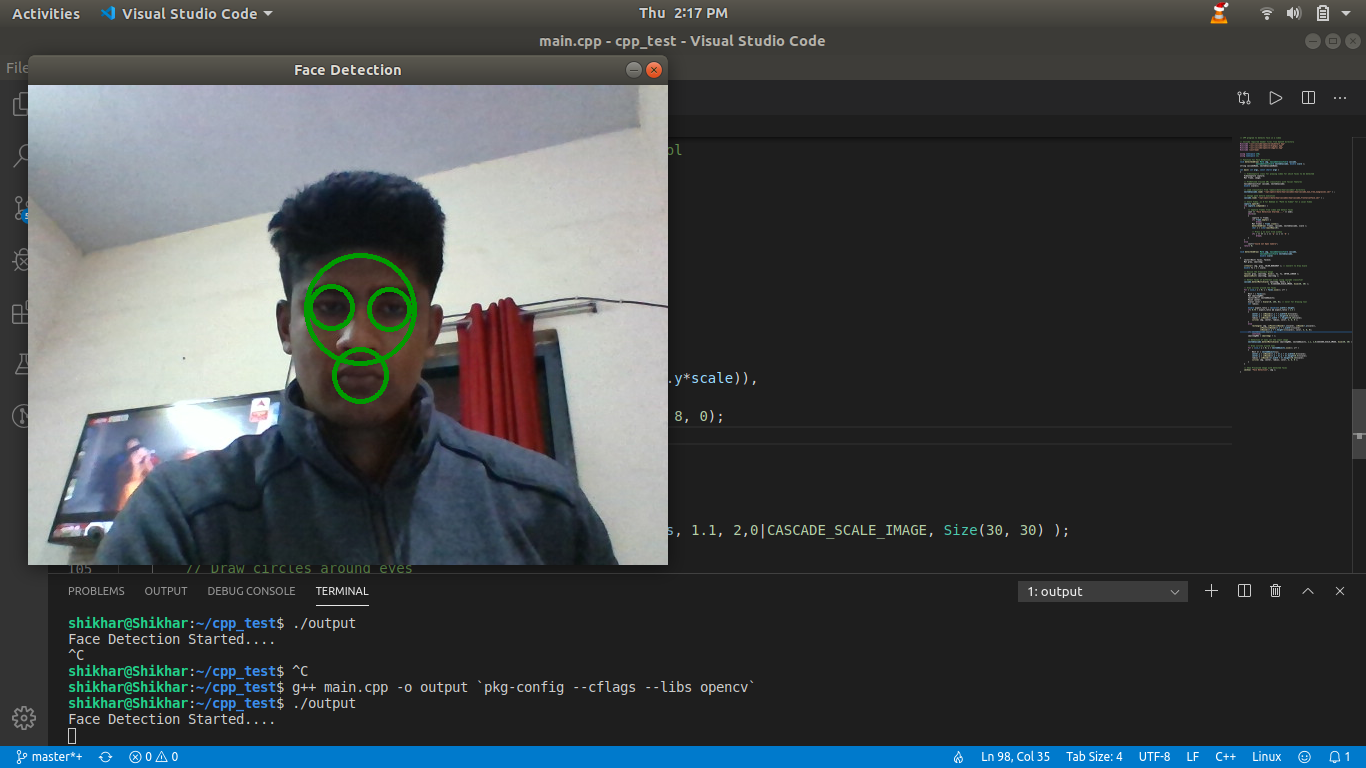 Activities Visual Studio Code Thu 2:17 PM
main.cpp - cpp_test - Visual Studio Code
File
Face Detection
.y*scale)),
8, 0);
s, 1.1, 2,0|CASCADE_SCALE_IMAGE, Size(30, 30) );
105 // Draw circles around eyes
PROBLEMS OUTPUT DEBUG CONSOLE TERMINAL 1: output
shikhar@Shikhar:~/cpp_test$ ./output
Face Detection Started....
^C
shikhar@Shikhar:~/cpp_test$ ^C
shikhar@Shikhar:~/cpp_test$ g++ main.cpp -o output `pkg-config --cflags --libs opencv`
shikhar@Shikhar:~/cpp_test$ ./output
Face Detection Started....
master*+ 0 0 Ln 98, Col 35 Tab Size: 4 UTF-8 LF C++ Linux 1